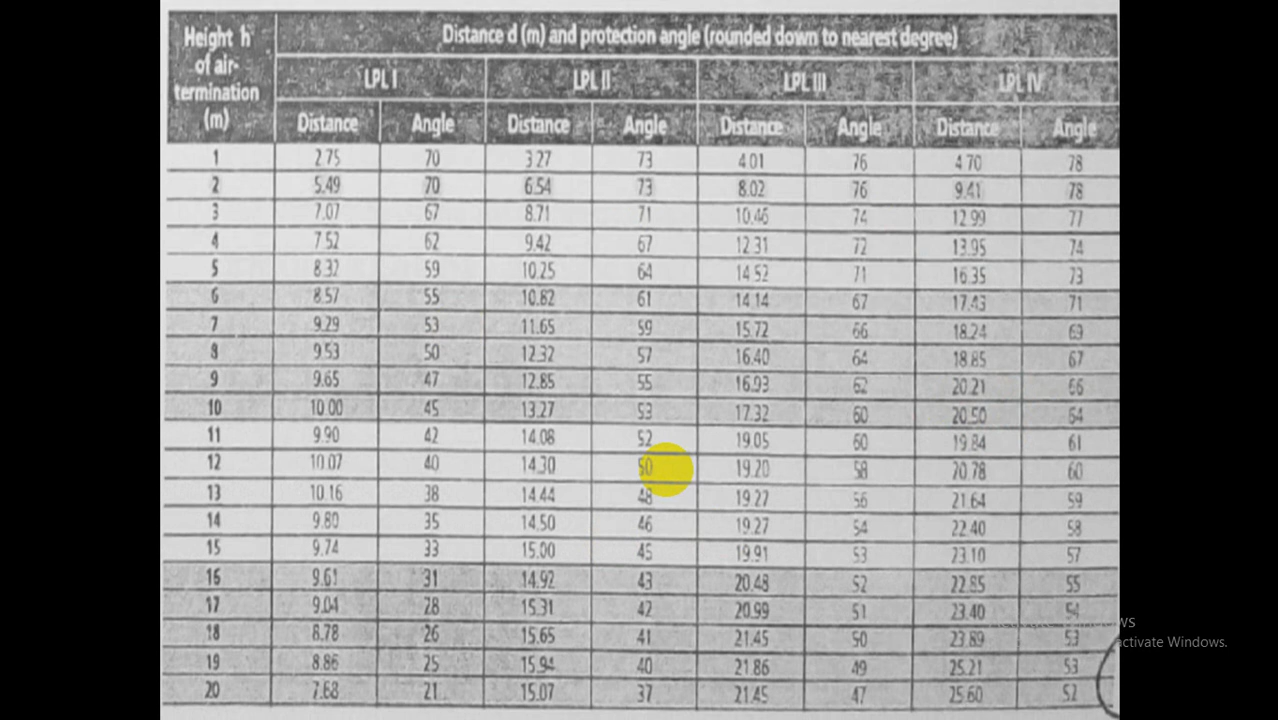 Height h of air-termination (m) Distance d (m) and protection angle (rounded down to nearest degree)
LPL I LPL II LPL III LPL IV
Distance Angle Distance Angle Distance Angle Distance Angle
1 2.75 70 3.27 73 4.01 76 4.70 78
2 5.49 70 6.54 73 8.02 76 9.41 78
3 7.07 67 8.71 71 10.46 74 12.99 77
4 7.52 62 9.42 67 12.31 72 13.95 74
5 8.32 59 10.25 64 14.52 71 16.35 73
6 8.57 55 10.82 61 14.14 67 17.43 71
7 9.29 53 11.65 59 15.72 66 18.24 69
8 9.53 50 12.32 57 16.40 64 18.85 67
9 9.65 47 12.85 55 16.93 62 20.21 66
10 10.00 45 13.27 53 17.32 60 20.50 64
11 9.90 42 14.08 52 19.05 60 19.84 61
12 10.07 40 14.30 50 19.20 58 20.78 60
13 10.16 38 14.44 48 19.27 56 21.64 59
14 9.80 35 14.50 46 19.27 54 22.40 58
15 9.74 33 15.00 45 19.91 53 23.10 57
16 9.61 31 14.92 43 20.48 52 22.85 55
17 9.04 28 15.31 42 20.99 51 23.40 54
18 8.78 26 15.65 41 21.45 50 23.89 53
19 8.86 25 15.94 40 21.86 49 25.21 53
20 7.68 21 15.07 37 21.45 47 25.60 52
activate Windows.